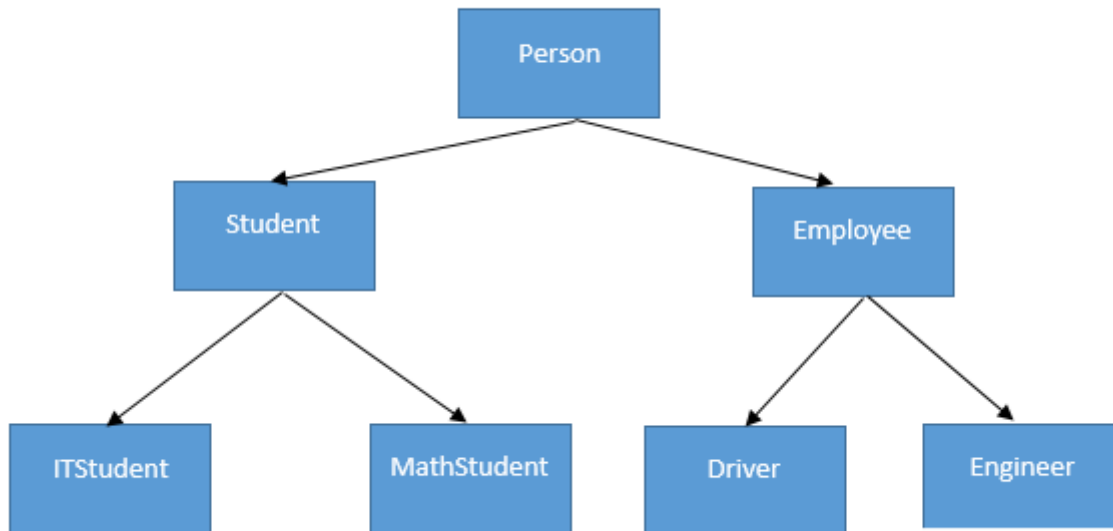 Person
Student
Employee
ITStudent
MathStudent
Driver
Engineer